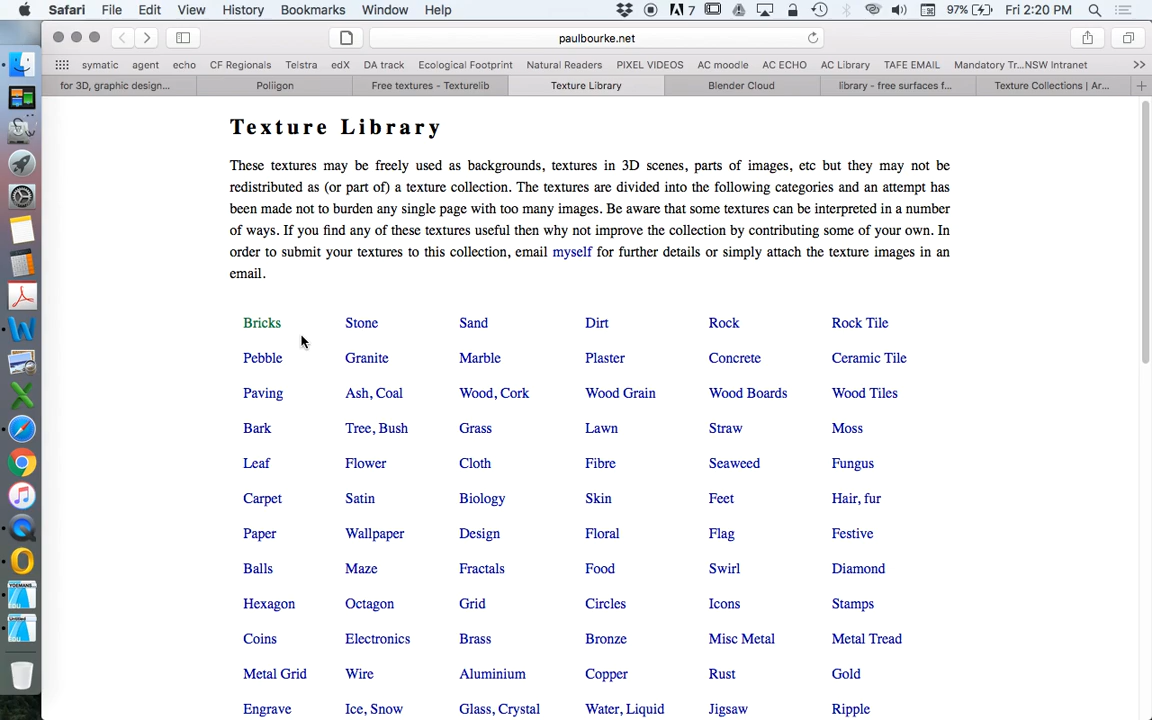 Safari File Edit View History Bookmarks Window Help 7 97% Fri 2:20 PM
paulbourke.net
symatic agent echo CF Regionals Telstra edX DA track Ecological Footprint Natural Readers PIXEL VIDEOS AC moodle AC ECHO AC Library TAFE EMAIL Mandatory Tr...NSW Intranet >>
for 3D, graphic design... Poliigon Free textures - Texturelib Texture Library Blender Cloud library - free surfaces f... Texture Collections | Ar... +
Texture Library
These textures may be freely used as backgrounds, textures in 3D scenes, parts of images, etc but they may not be
redistributed as (or part of) a texture collection. The textures are divided into the following categories and an attempt has
been made not to burden any single page with too many images. Be aware that some textures can be interpreted in a number
of ways. If you find any of these textures useful then why not improve the collection by contributing some of your own. In
order to submit your textures to this collection, email myself for further details or simply attach the texture images in an
email.
Bricks Stone Sand Dirt Rock Rock Tile
Pebble Granite Marble Plaster Concrete Ceramic Tile
Paving Ash, Coal Wood, Cork Wood Grain Wood Boards Wood Tiles
Bark Tree, Bush Grass Lawn Straw Moss
Leaf Flower Cloth Fibre Seaweed Fungus
Carpet Satin Biology Skin Feet Hair, fur
Paper Wallpaper Design Floral Flag Festive
Balls Maze Fractals Food Swirl Diamond
Hexagon Octagon Grid Circles Icons Stamps
Coins Electronics Brass Bronze Misc Metal Metal Tread
Metal Grid Wire Aluminium Copper Rust Gold
Engrave Ice, Snow Glass, Crystal Water, Liquid Jigsaw Ripple